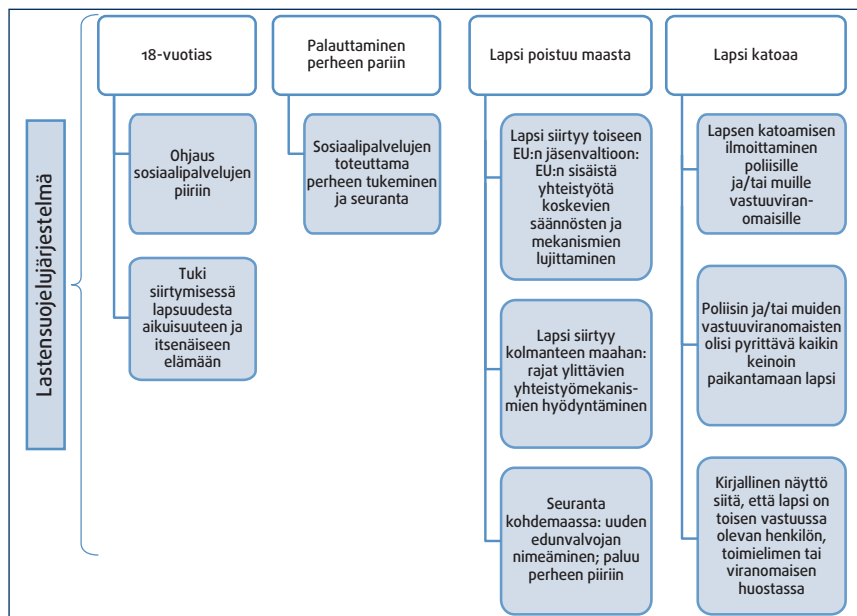 Lastensuojelujärjestelmä
18-vuotias
Ohjaus
sosiaalipalvelujen
piiriin
Tuki
siirtymisessä
lapsuudesta
aikuisuuteen ja
itsenäiseen
elämään
Palauttaminen
perheen pariin
Sosiaalipalvelujen
toteuttama
perheen tukeminen
ja seuranta
Lapsi poistuu maasta
Lapsi siirtyy toiseen
EU:n jäsenvaltioon:
EU:n sisäistä
yhteistyötä
koskevien
säännösten ja
mekanismien
lujittaminen
Lapsi siirtyy
kolmanteen maahan:
rajat ylittävien
yhteistyömekanis-
mien hyödyntäminen
Seuranta
kohdemaassa: uuden
edunvalvojan
nimeäminen; paluu
perheen piiriin
Lapsi katoaa
Lapsen katoamisen
ilmoittaminen
poliisille
ja/tai muille
vastuuviran-
omaisille
Poliisin ja/tai muiden
vastuuviranomaisten
olisi pyrittävä kaikin
keinoin
paikantamaan lapsi
Kirjallinen näyttö
siitä, että lapsi on
toisen vastuussa
olevan henkilön,
toimielimen tai
viranomaisen
huostassa